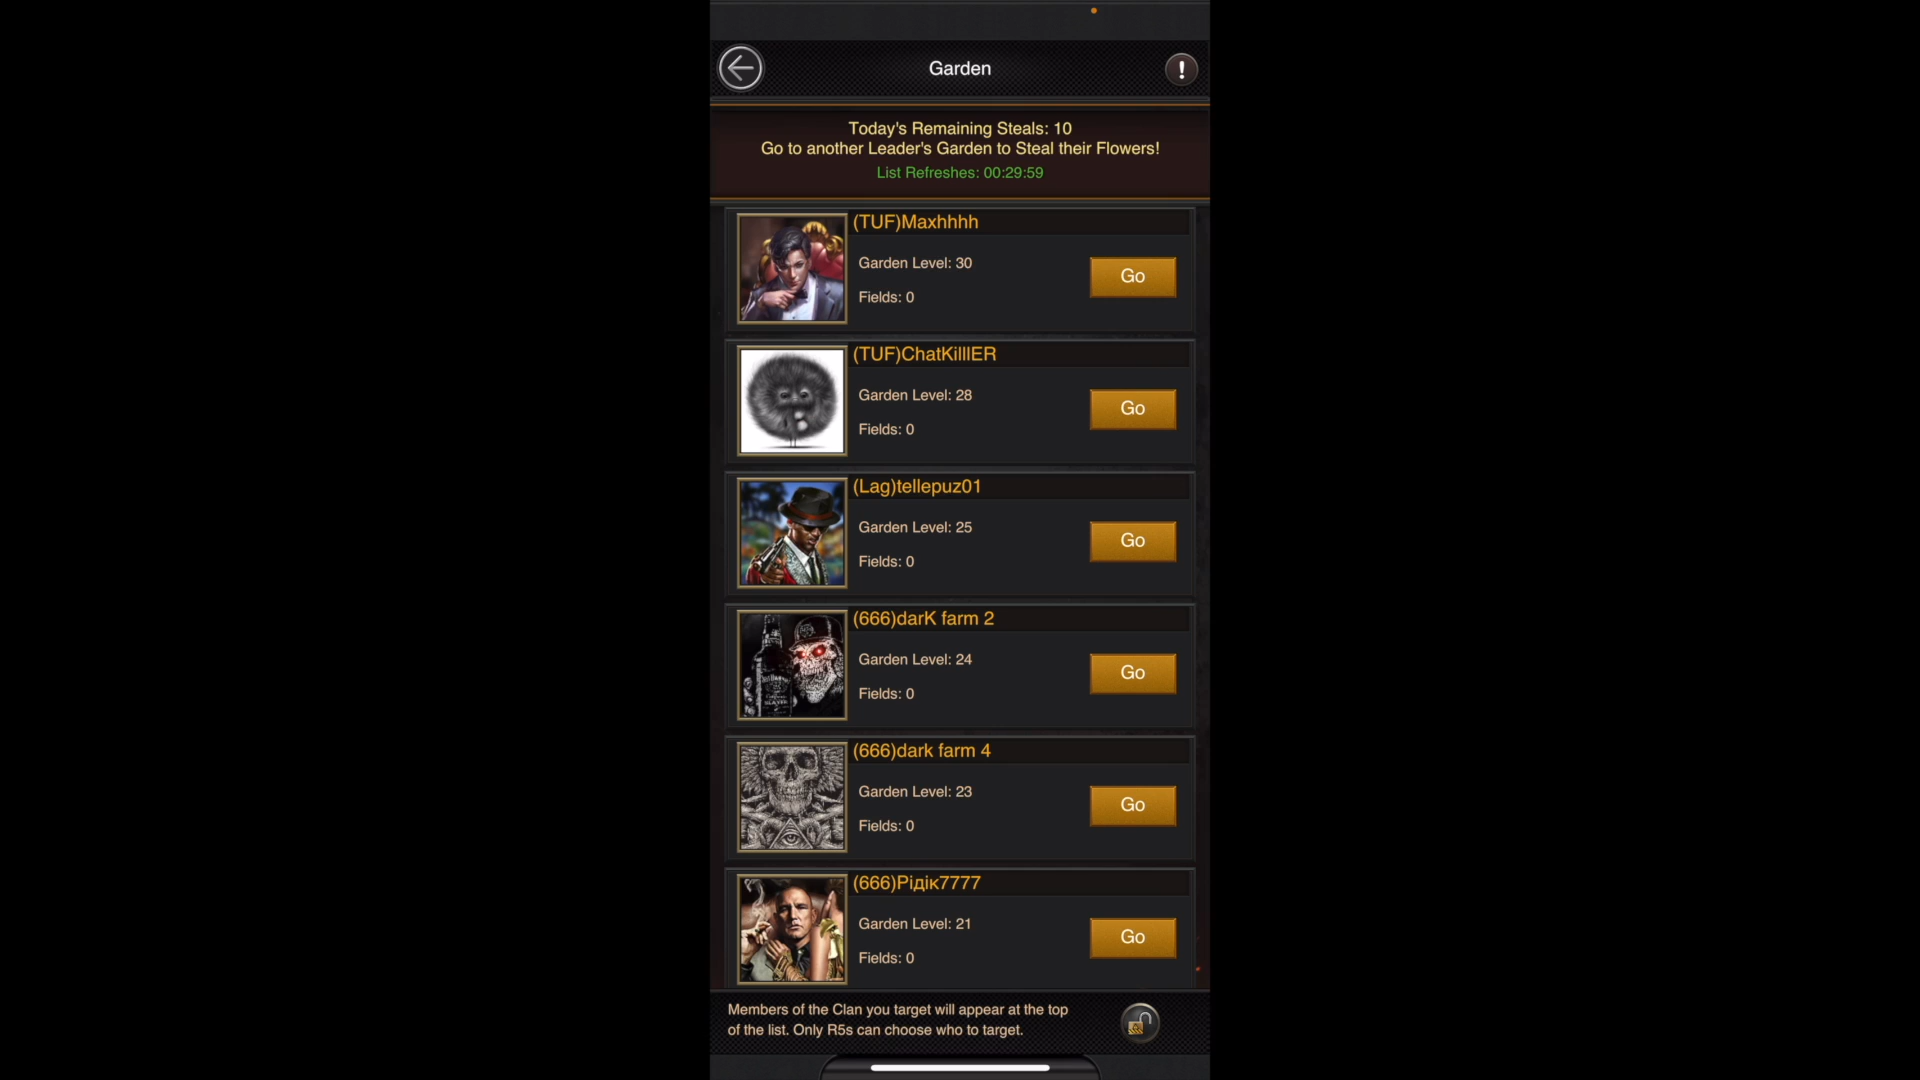 Garden
Today's Remaining Steals: 10
Go to another Leader's Garden to Steal their Flowers!
List Refreshes: 00:29:59
(TUF)Maxhhhh
Garden Level: 30
Go
Fields: 0
(TUF)ChatKilllER
Garden Level: 28
Go
Fields: 0
(Lag)tellepuz01
Garden Level: 25
Go
Fields: 0
(666)darK farm 2
Garden Level: 24
Go
Fields: 0
(666)dark farm 4
Garden Level: 23
Go
Fields: 0
(666)Рідік7777
Garden Level: 21
Go
Fields: 0
Members of the Clan you target will appear at the top
of the list. Only R5s can choose who to target.